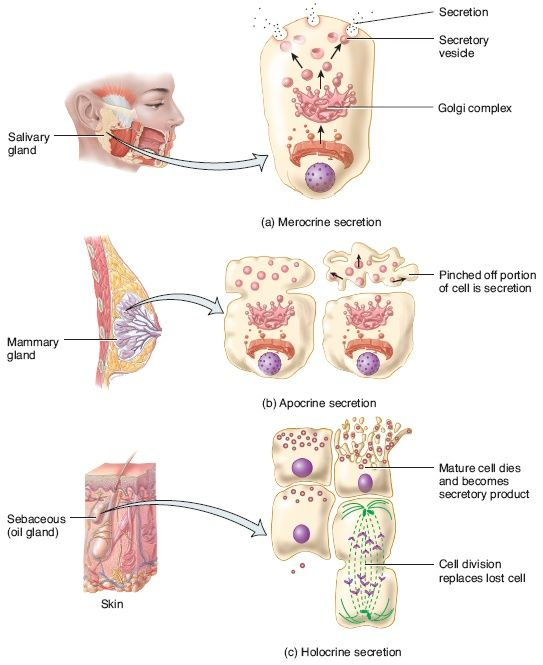 Secretion
Secretory
vesicle
Golgi complex
Salivary
gland
(a) Merocrine secretion
Pinched off portion
of cell is secretion
Mammary
gland
(b) Apocrine secretion
Mature cell dies
and becomes
secretory product
Sebaceous
(oil gland)
Cell division
replaces lost cell
Skin
(c) Holocrine secretion